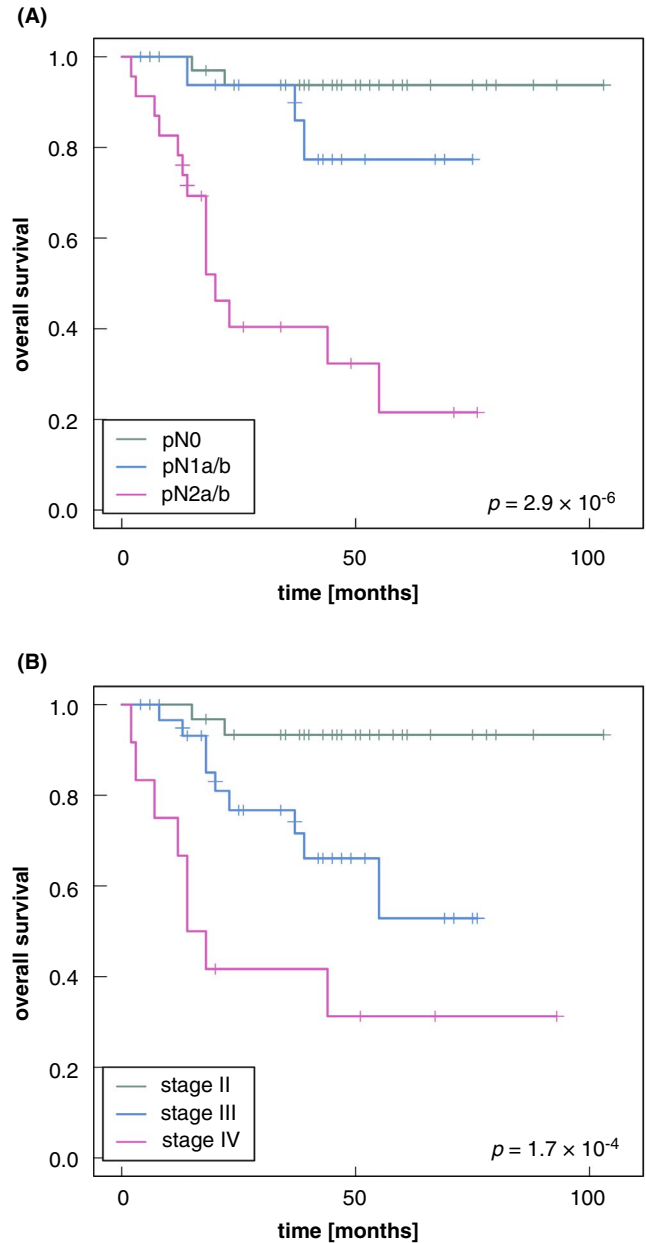 (A)
overall survival
1.0
0.8
0.6
0.4
0.2
0.0
pN0
pN1a/b
pN2a/b
p = 2.9 × 10-6
0 50 100
time [months]
(B)
overall survival
1.0
0.8
0.6
0.4
0.2
0.0
stage II
stage III
stage IV
p = 1.7 × 10-4
0 50 100
time [months]